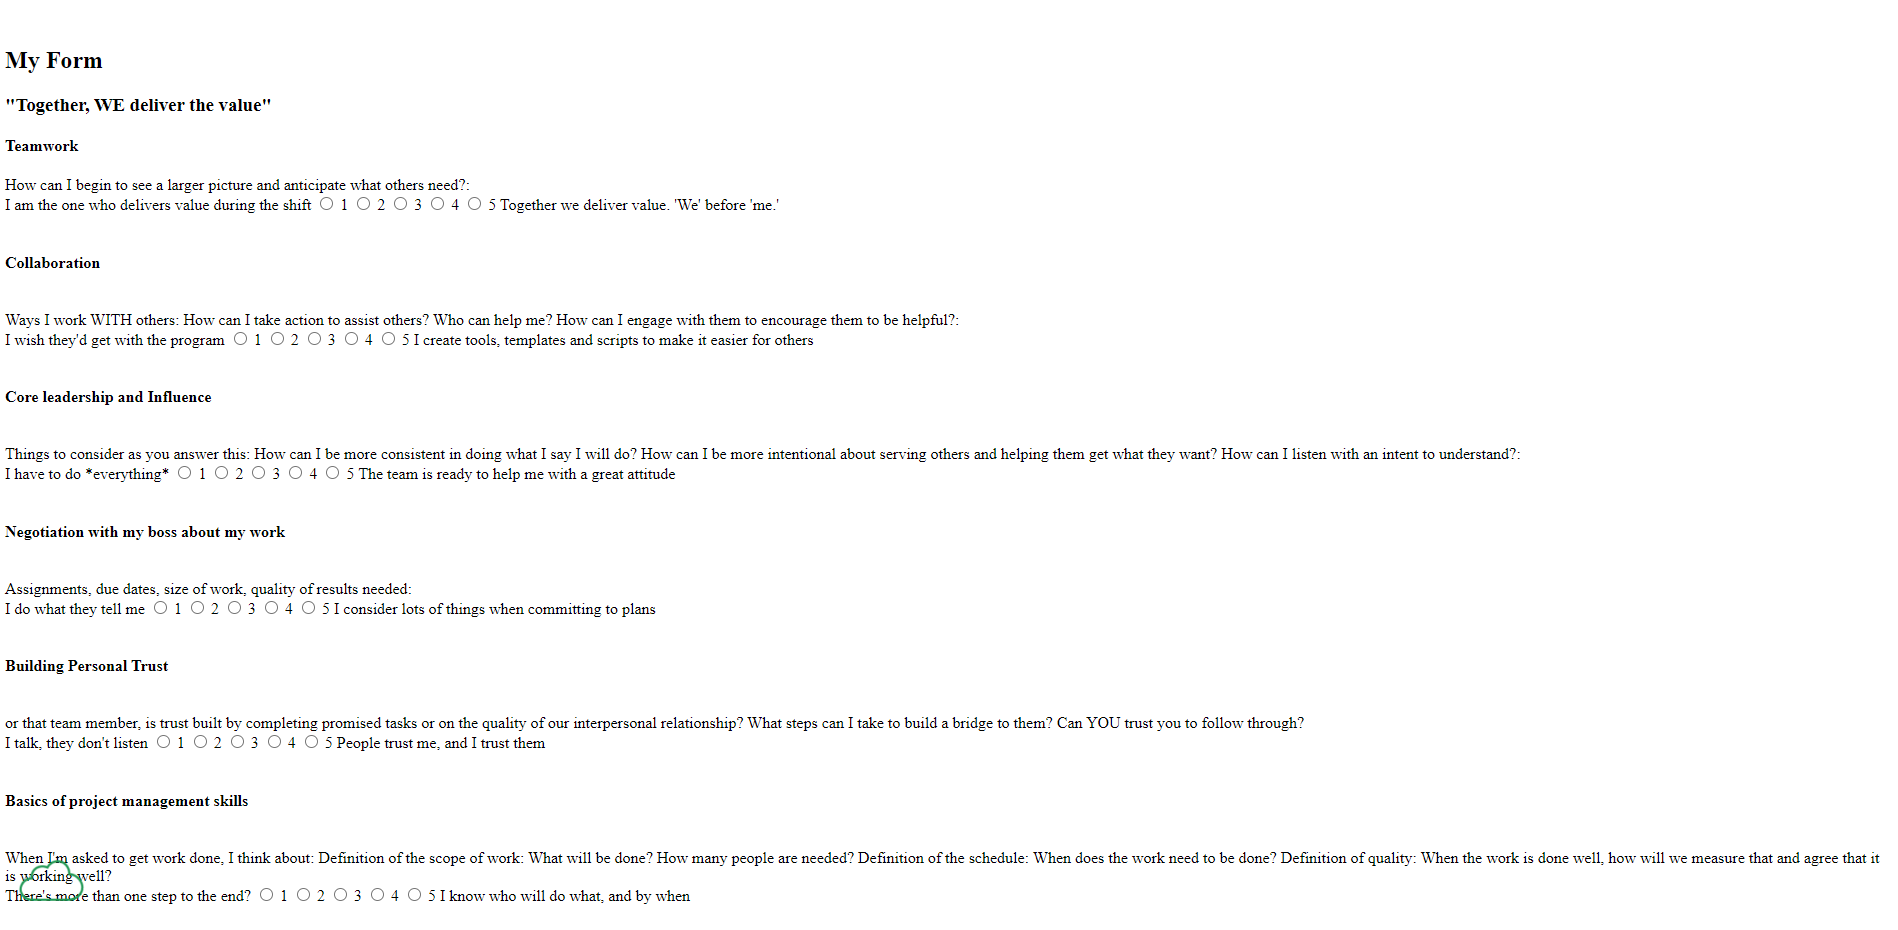 My Form
"Together, WE deliver the value"
Teamwork
How can I begin to see a larger picture and anticipate what others need?:
I am the one who delivers value during the shift 1 2 3 4 5 Together we deliver value. 'We' before 'me.'
Collaboration
Ways I work WITH others: How can I take action to assist others? Who can help me? How can I engage with them to encourage them to be helpful?:
I wish they'd get with the program 1 2 3 4 5 I create tools, templates and scripts to make it easier for others
Core leadership and Influence
Things to consider as you answer this: How can I be more consistent in doing what I say I will do? How can I be more intentional about serving others and helping them get what they want? How can I listen with an intent to understand?:
I have to do *everything* 1 2 3 4 5 The team is ready to help me with a great attitude
Negotiation with my boss about my work
Assignments, due dates, size of work, quality of results needed:
I do what they tell me 1 2 3 4 5 I consider lots of things when committing to plans
Building Personal Trust
or that team member, is trust built by completing promised tasks or on the quality of our interpersonal relationship? What steps can I take to build a bridge to them? Can YOU trust you to follow through?
I talk, they don't listen 1 2 3 4 5 People trust me, and I trust them
Basics of project management skills
When I'm asked to get work done, I think about: Definition of the scope of work: What will be done? How many people are needed? Definition of the schedule: When does the work need to be done? Definition of quality: When the work is done well, how will we measure that and agree that it
is working well?
There's more than one step to the end? 1 2 3 4 5 I know who will do what, and by when